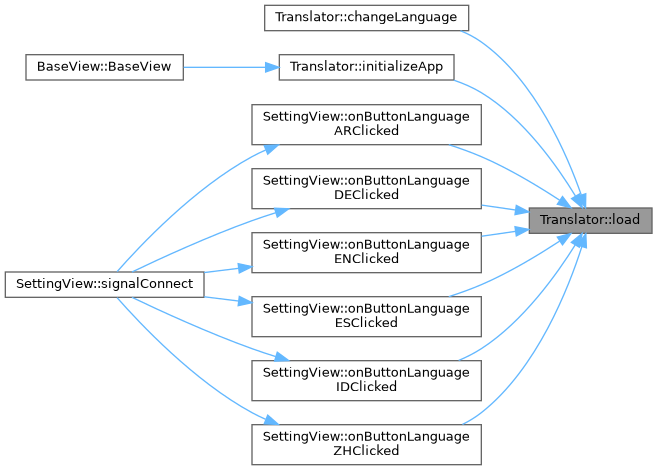 Translator::changeLanguage
BaseView::BaseView
Translator::initializeApp
SettingView::onButtonLanguage
ARClicked
SettingView::onButtonLanguage
DEClicked
Translator::load
SettingView::onButtonLanguage
ENClicked
SettingView::signalConnect
SettingView::onButtonLanguage
ESClicked
SettingView::onButtonLanguage
IDClicked
SettingView::onButtonLanguage
ZHClicked